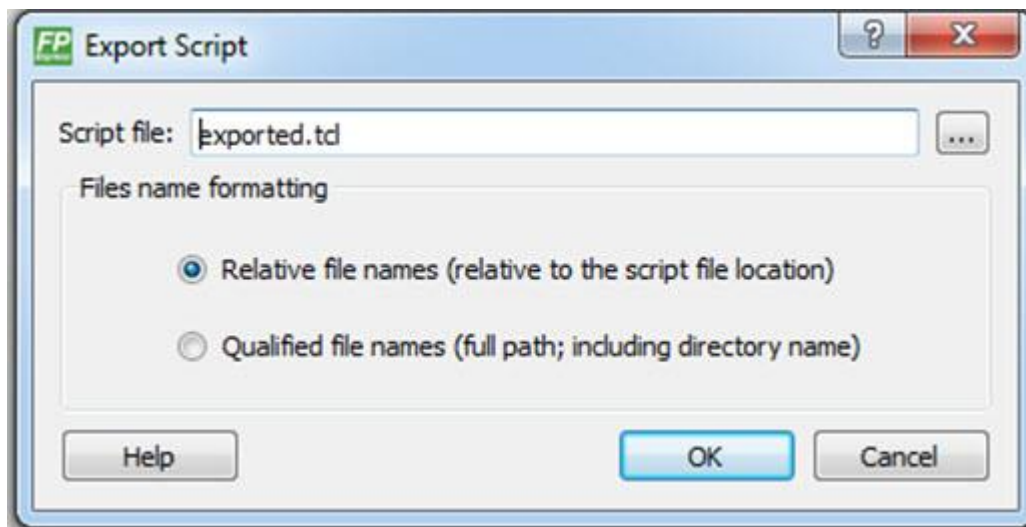 FP Export Script
Script file: exported.tcl ...
Files name formatting
Relative file names (relative to the script file location)
Qualified file names (full path; including directory name)
Help OK Cancel